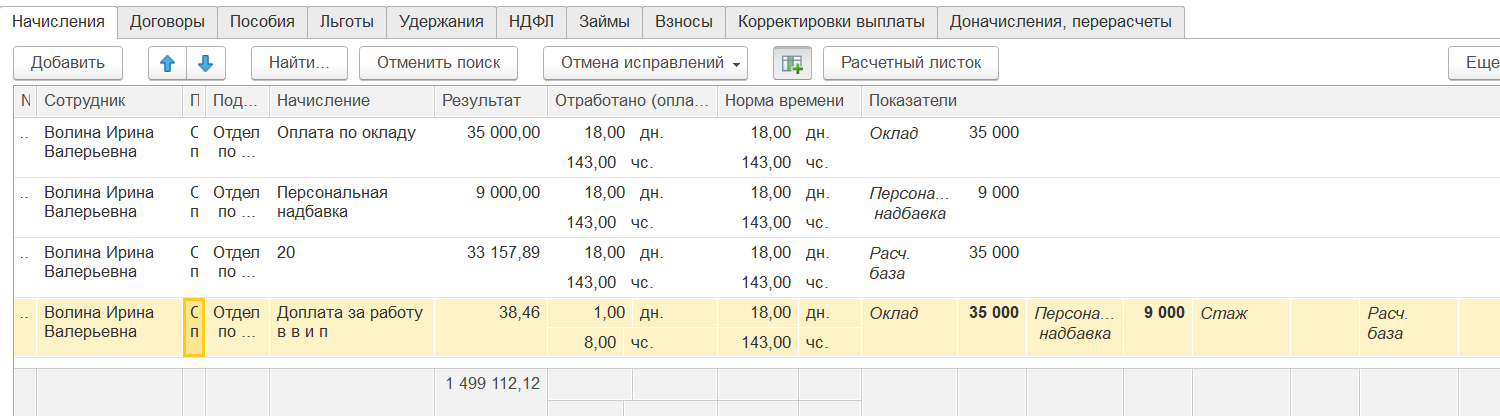 Начисления Договоры Пособия Льготы Удержания НДФЛ Займы Взносы Корректировки выплаты Доначисления, перерасчеты
Добавить Найти... Отменить поиск Отмена исправлений Расчетный листок Еще
N Сотрудник П Под... Начисление Результат Отработано (опла... Норма времени Показатели
.. Волина Ирина С Отдел Оплата по окладу 35 000,00 18,00 дн. 18,00 дн. Оклад 35 000
Валерьевна п по ... 143,00 чс. 143,00 чс.
.. Волина Ирина С Отдел Персональная 9 000,00 18,00 дн. 18,00 дн. Персона... 9 000
Валерьевна п по ... надбавка 143,00 чс. 143,00 чс. надбавка
.. Волина Ирина С Отдел 20 33 157,89 18,00 дн. 18,00 дн. Расч. 35 000
Валерьевна п по ... 143,00 чс. 143,00 чс. база
.. Волина Ирина С Отдел Доплата за работу 38,46 1,00 дн. 18,00 дн. Оклад 35 000 Персона... 9 000 Стаж Расч.
Валерьевна п по ... в в и п 8,00 чс. 143,00 чс. надбавка база
1 499 112,12